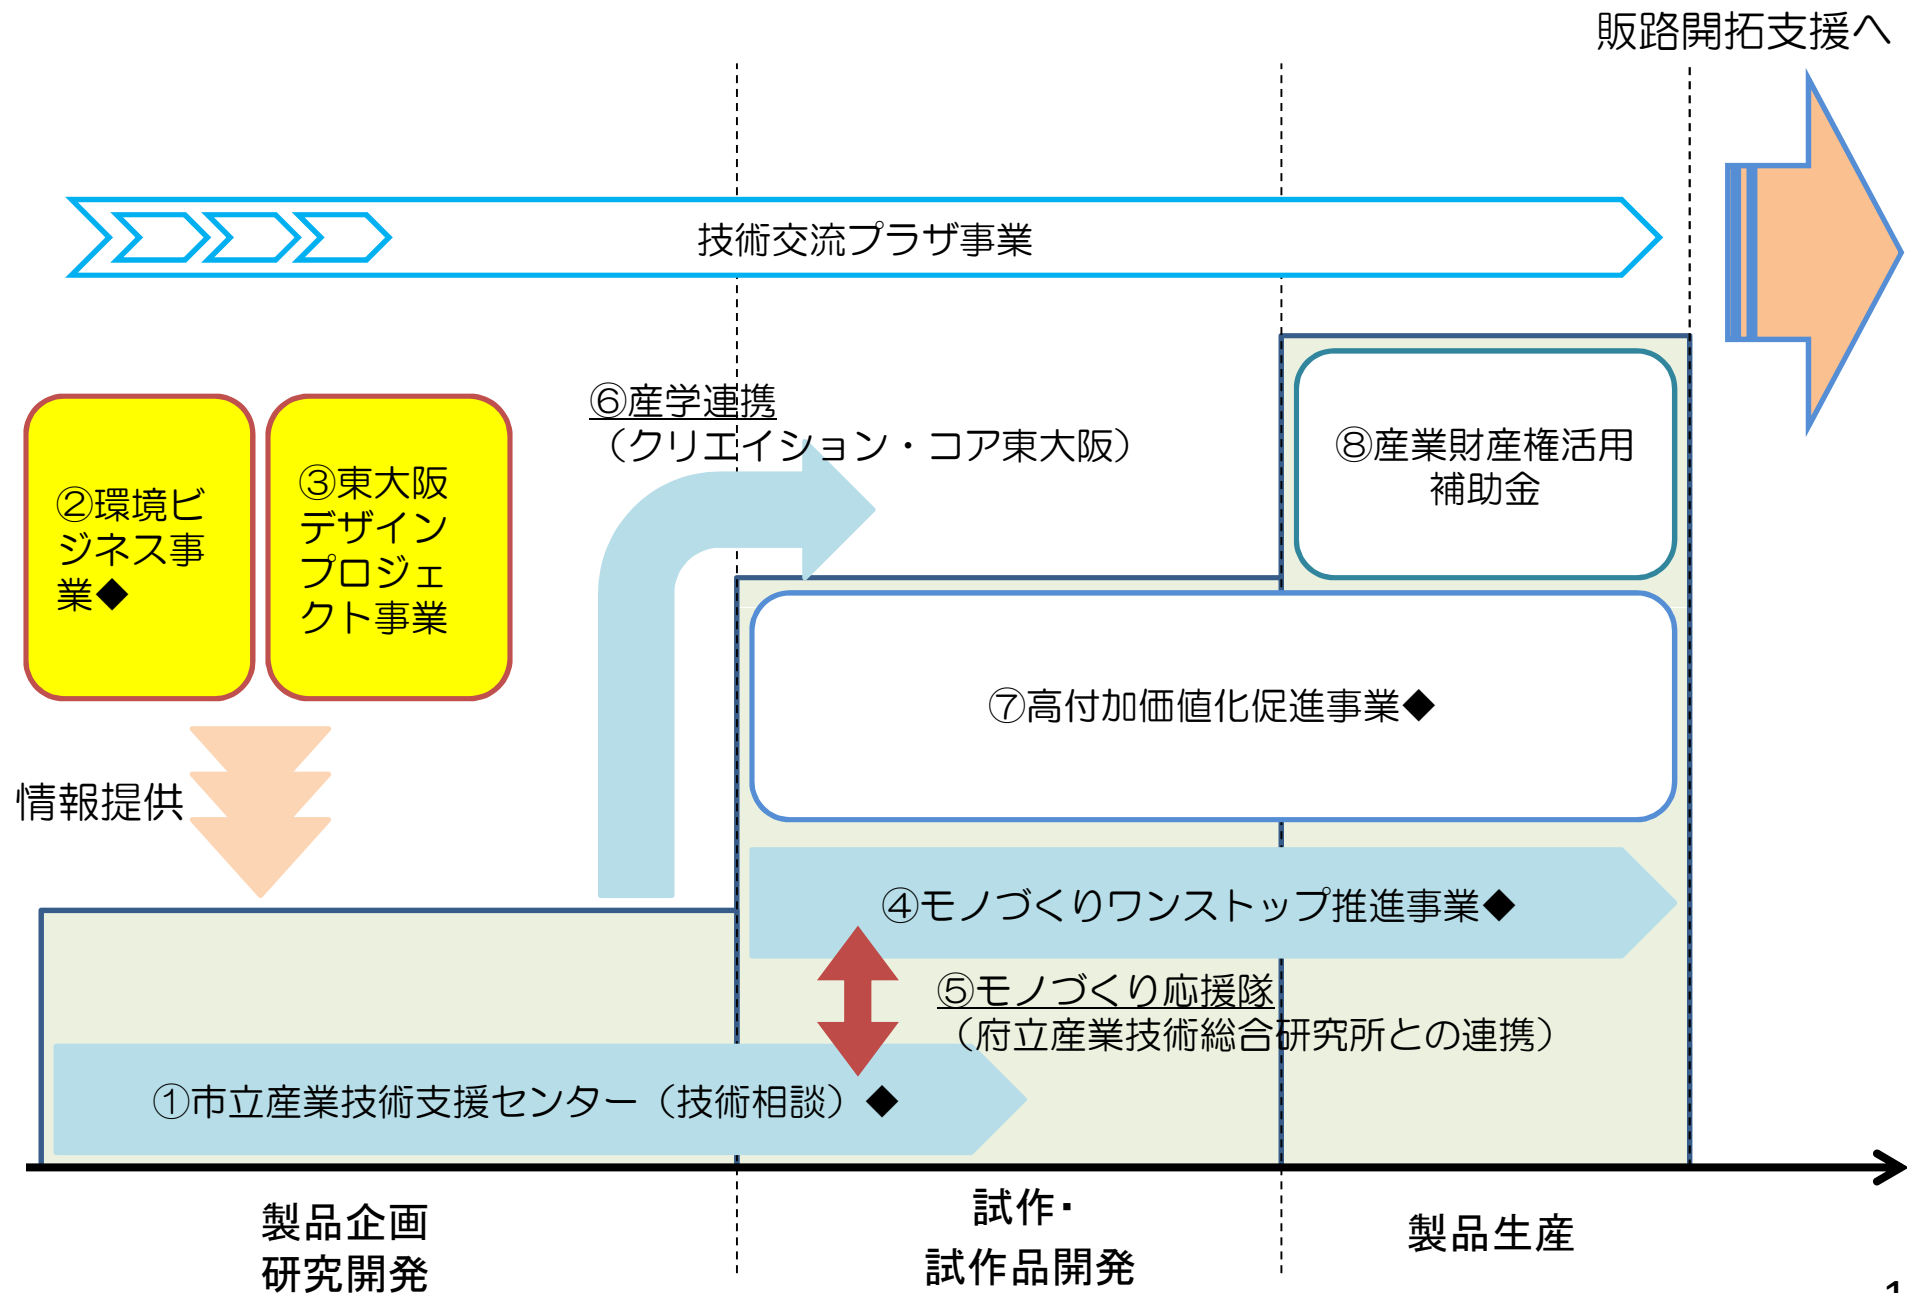 販路開拓支援へ
技術交流プラザ事業
⑥産学連携
（クリエイション・コア東大阪）
⑧産業財産権活用
補助金
②環境ビ
ジネス事
業◆
③東大阪
デザイン
プロジェ
クト事業
⑦高付加価値化促進事業◆
情報提供
④モノづくりワンストップ推進事業◆
⑤モノづくり応援隊
（府立産業技術総合研究所との連携）
①市立産業技術支援センター（技術相談）◆
製品企画
研究開発
試作・
試作品開発
製品生産
1